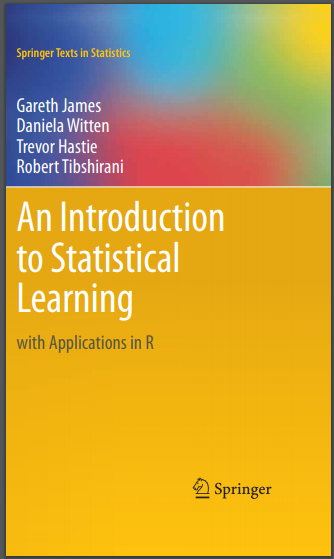 Springer Texts in Statistics
Gareth James
Daniela Witten
Trevor Hastie
Robert Tibshirani
An Introduction
to Statistical
Learning
with Applications in R
Springer